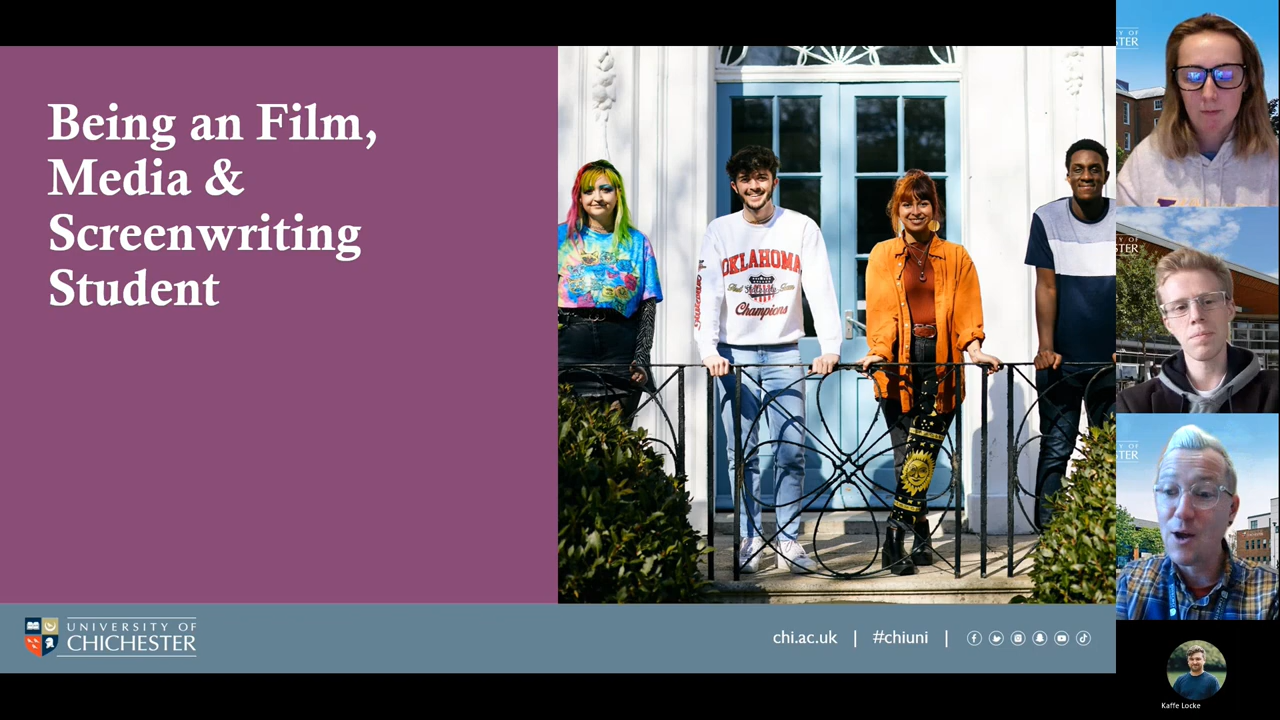 Being an Film,
Media &
Screenwriting
Student
OKLAHOMA
Champions
UNIVERSITY OF
CHICHESTER
chi.ac.uk | #chiuni |
Kaffe Locke